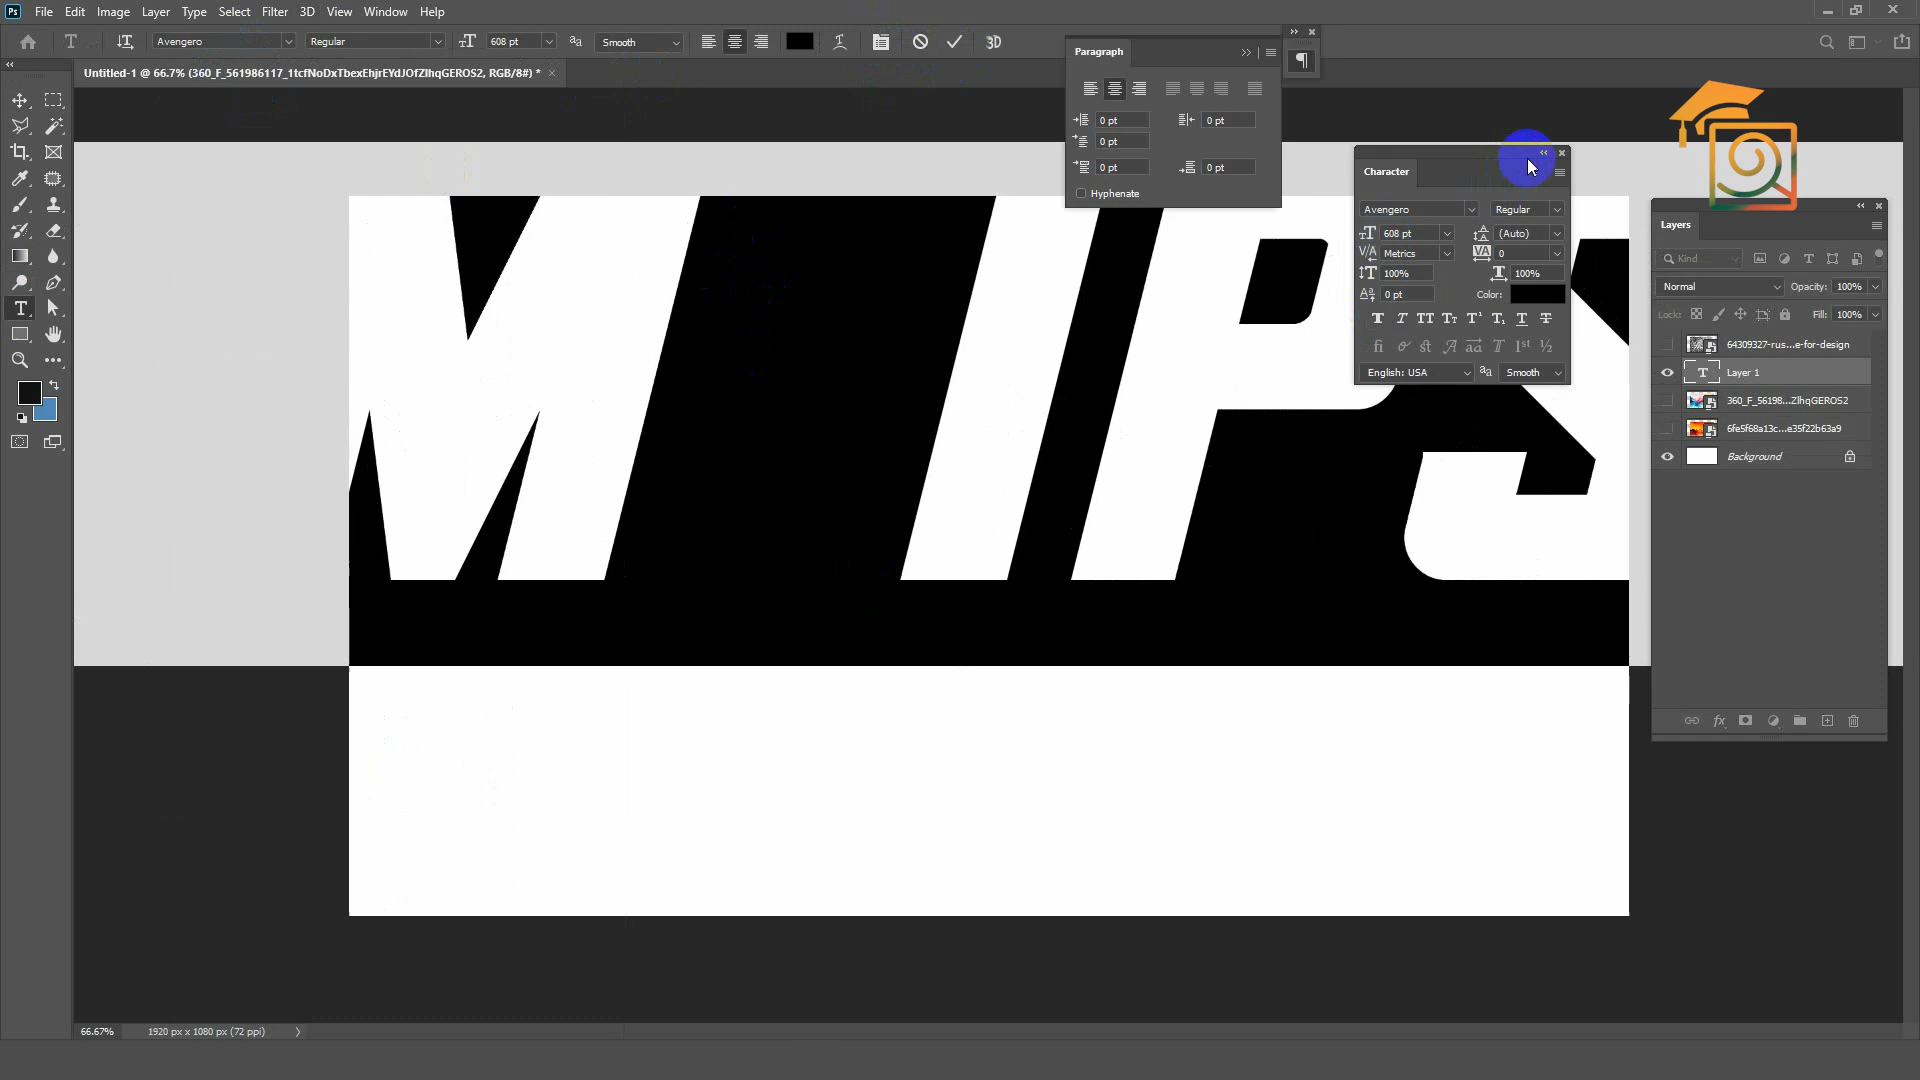 File Edit Image Layer Type Select Filter 3D View Window Help
Avengero Regular 608 pt Smooth 3D
Untitled-1 @ 66.7% (360_F_561986117_1tcfNoDxTbexEhjrEYdJOfZlhqGEROS2, RGB/8#) *
Paragraph
0 pt 0 pt
0 pt
0 pt 0 pt
Hyphenate
Character
Avengero Regular
608 pt (Auto)
Metrics 0
100% 100%
0 pt Color:
English: USA Smooth
M IPS
Layers
Kind
Normal Opacity: 100%
Lock: Fill: 100%
64309327-rus...e-for-design
Layer 1
360_F_56198...ZlhqGEROS2
6fe5f68a13c...e35f22b63a9
Background
66.67% 1920 px x 1080 px (72 ppi)